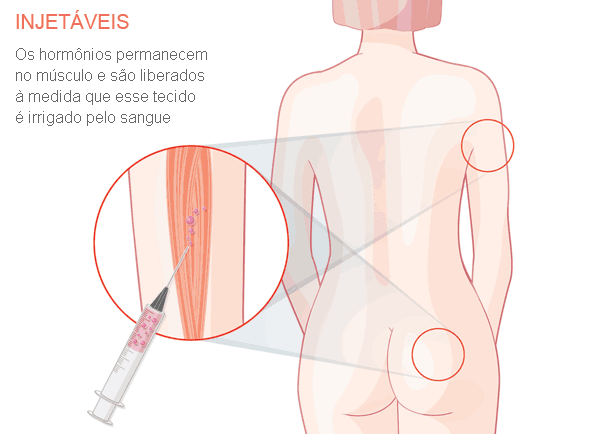 INJETÁVEIS
Os hormônios permanecem
no músculo e são liberados
à medida que esse tecido
é irrigado pelo sangue